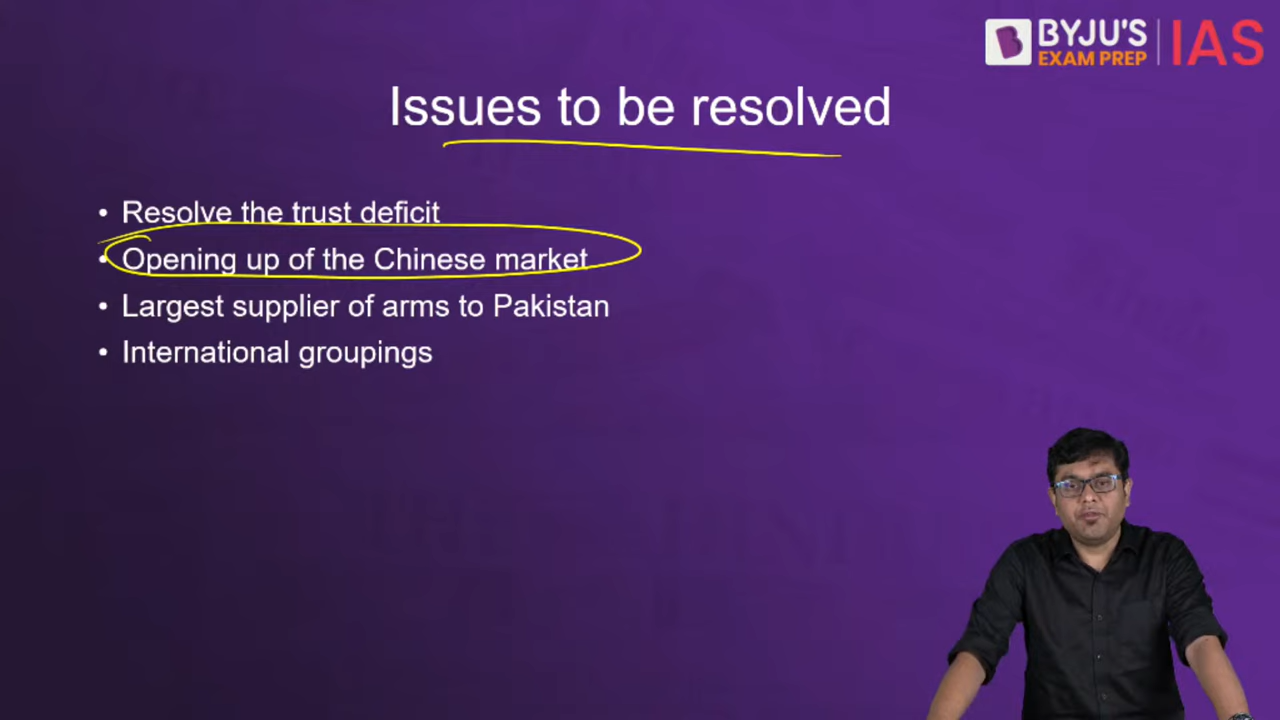 BYJU'S
EXAM PREP
IAS
Issues to be resolved
• Resolve the trust deficit
• Opening up of the Chinese market
• Largest supplier of arms to Pakistan
• International groupings